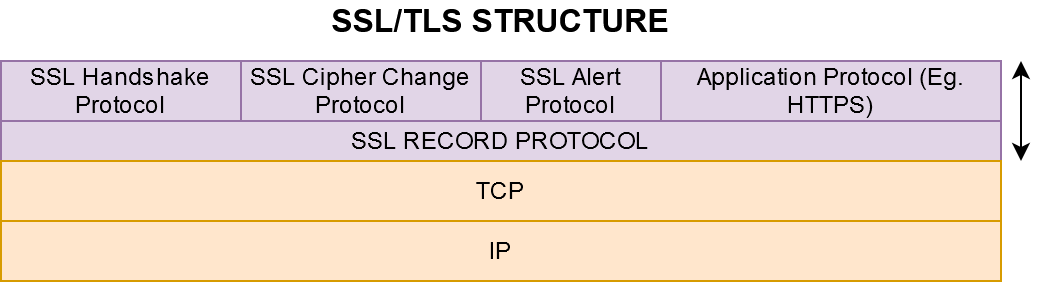 SSL/TLS STRUCTURE
SSL Handshake
Protocol
SSL Cipher Change
Protocol
SSL Alert
Protocol
Application Protocol (Eg.
HTTPS)
SSL RECORD PROTOCOL
TCP
IP